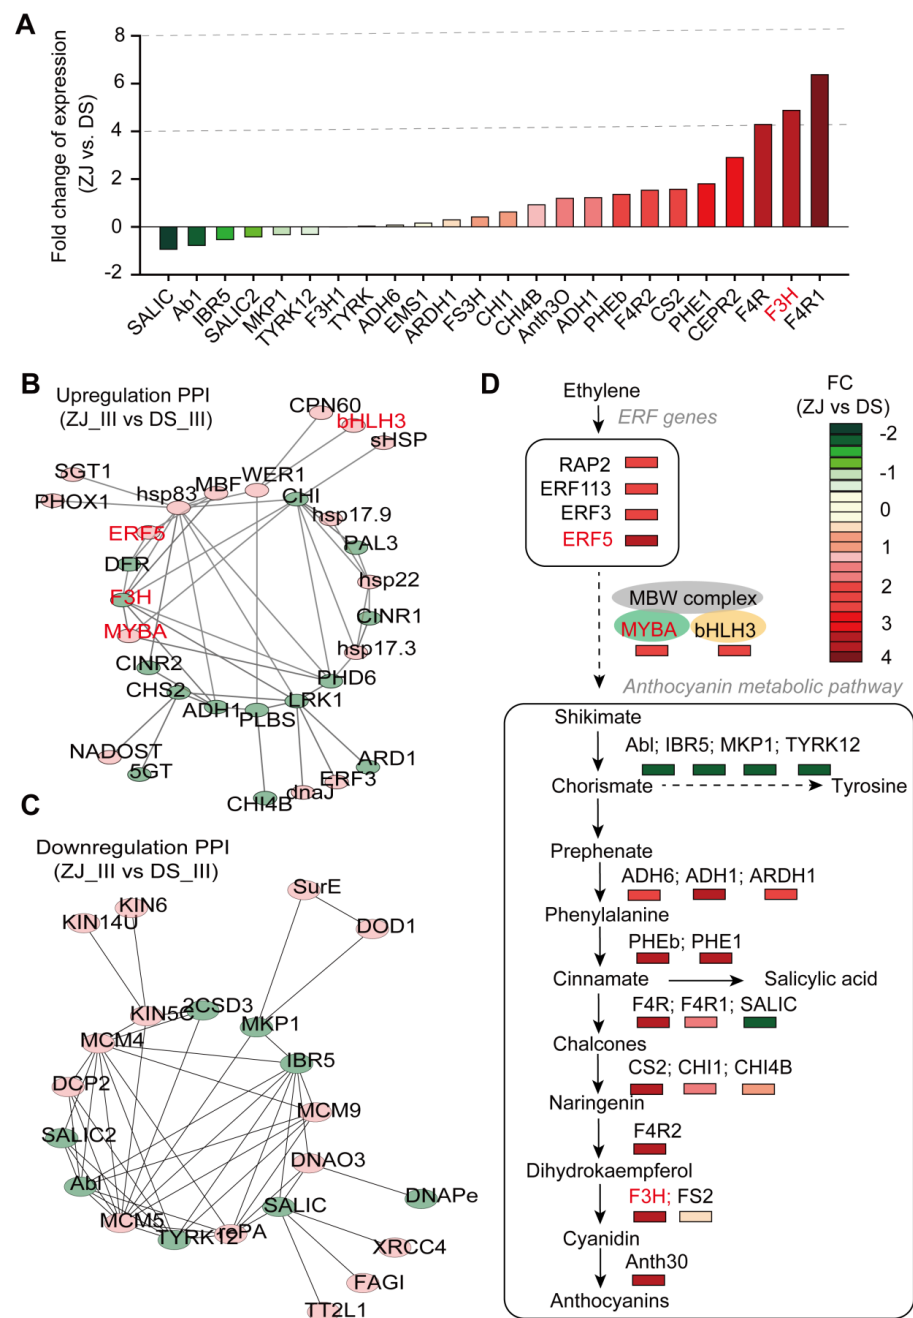 A
Fold change of expression
(ZJ vs. DS)
8
6
4
2
0
-2
SALIC
Ab1
IBR5
SALIC2
MKP1
TYRK12
F3H1
TYRK
ADH6
EMS1
ARDH1
FS3H
CHI1
CHI4B
Anth3O
ADH1
PHEb
F4R2
CS2
PHE1
CEPR2
F4R
F3H
F4R1
B
Upregulation PPI
(ZJ_III vs DS_III)
CPN60
bHLH3
sHSP
SGT1
PHOX1
hsp83
MBF
WER1
CHI
hsp17.9
ERF5
PAL3
DFR
hsp22
F3H
CINR1
MYBA
hsp17.3
CINR2
PHD6
CHS2
LRK1
ADH1
PLBS
NADOST
5GT
ARD1
ERF3
dnaJ
CHI4B
C
Downregulation PPI
(ZJ_III vs DS_III)
SurE
KIN6
KIN14U
DOD1
2CSD3
KIN5C
MKP1
MCM4
IBR5
DCP2
MCM9
SALIC2
DNAO3
Abl
DNAPe
SALIC
MCM5
TYRK12
rePA
XRCC4
FAGI
TT2L1
D
Ethylene
ERF genes
RAP2
ERF113
ERF3
ERF5
MBW complex
MYBA
bHLH3
Anthocyanin metabolic pathway
FC
(ZJ vs DS)
-2
-1
0
1
2
3
4
Shikimate
Abl; IBR5; MKP1; TYRK12
Chorismate
Tyrosine
Prephenate
ADH6; ADH1; ARDH1
Phenylalanine
PHEb; PHE1
Cinnamate
Salicylic acid
F4R; F4R1; SALIC
Chalcones
CS2; CHI1; CHI4B
Naringenin
F4R2
Dihydrokaempferol
F3H; FS2
Cyanidin
Anth30
Anthocyanins